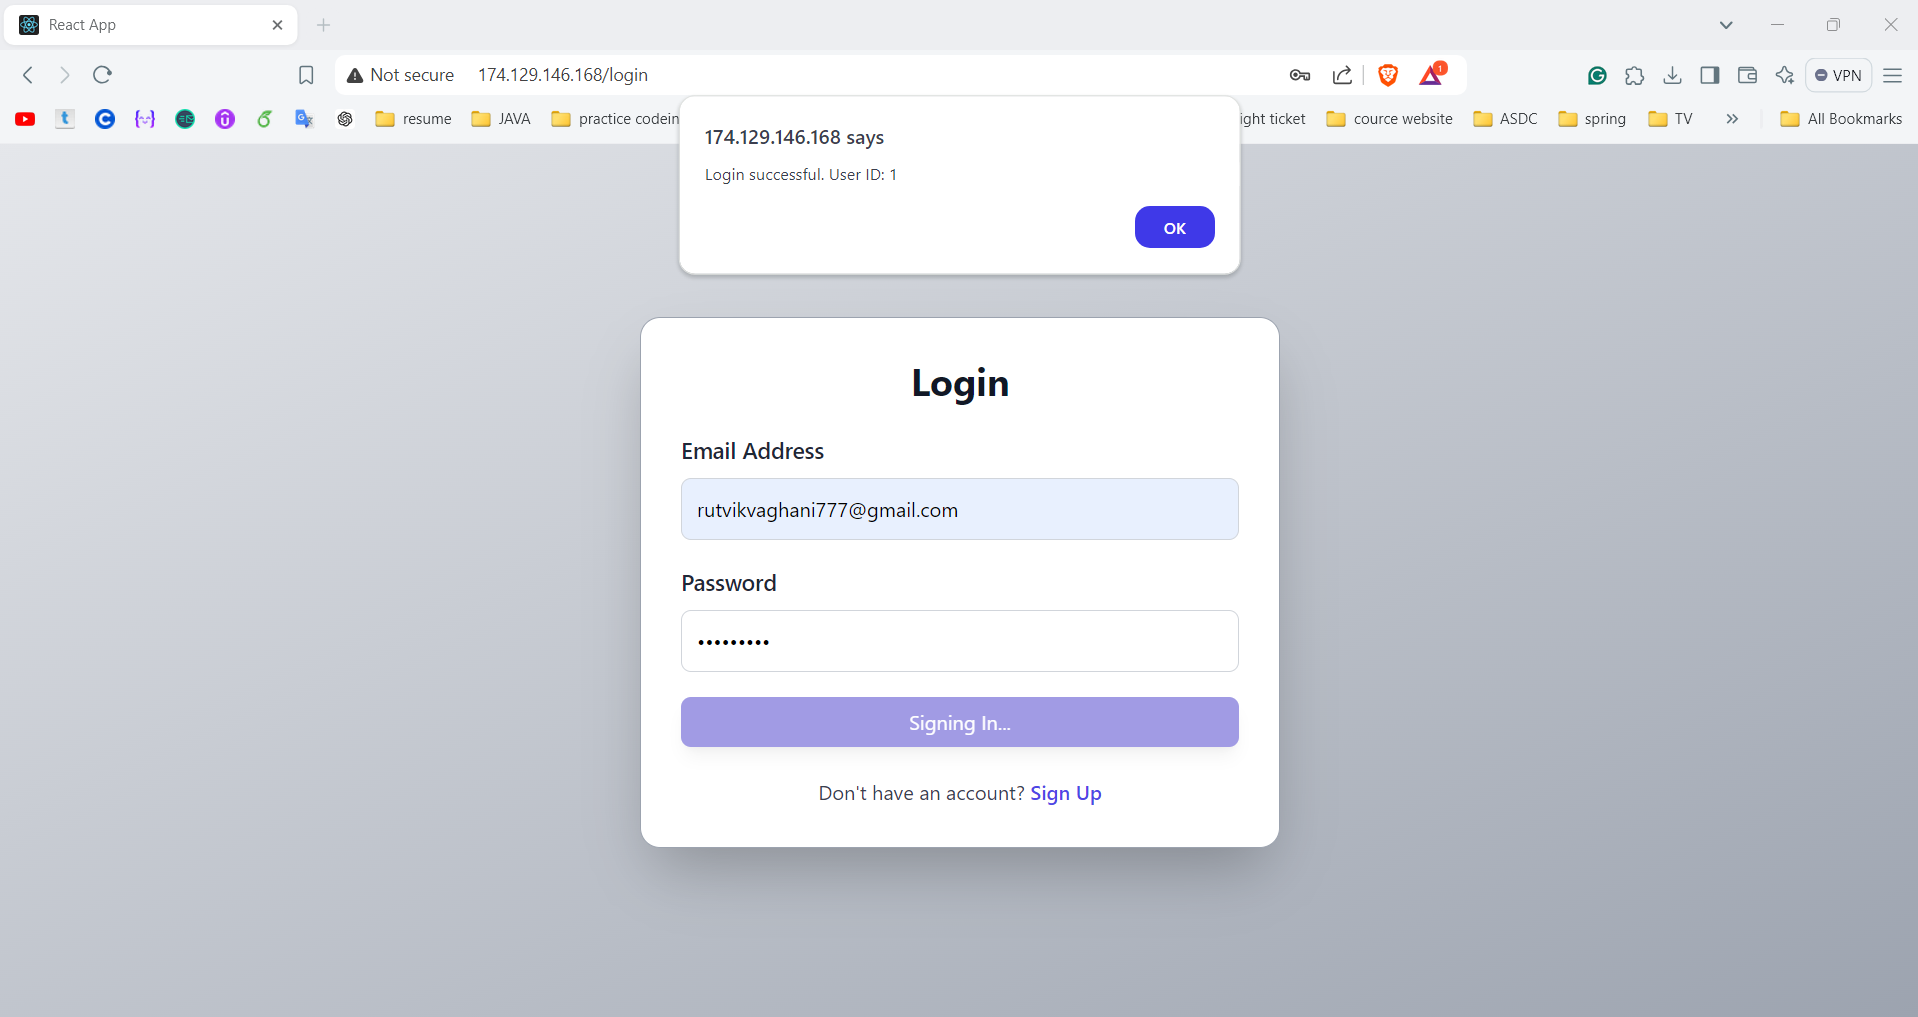 React App
Not secure 174.129.146.168/login
1
VPN
resume JAVA practice codein ight ticket cource website ASDC spring TV » All Bookmarks
174.129.146.168 says
Login successful. User ID: 1
OK
Login
Email Address
rutvikvaghani777@gmail.com
Password
•••••••••
Signing In...
Don't have an account? Sign Up